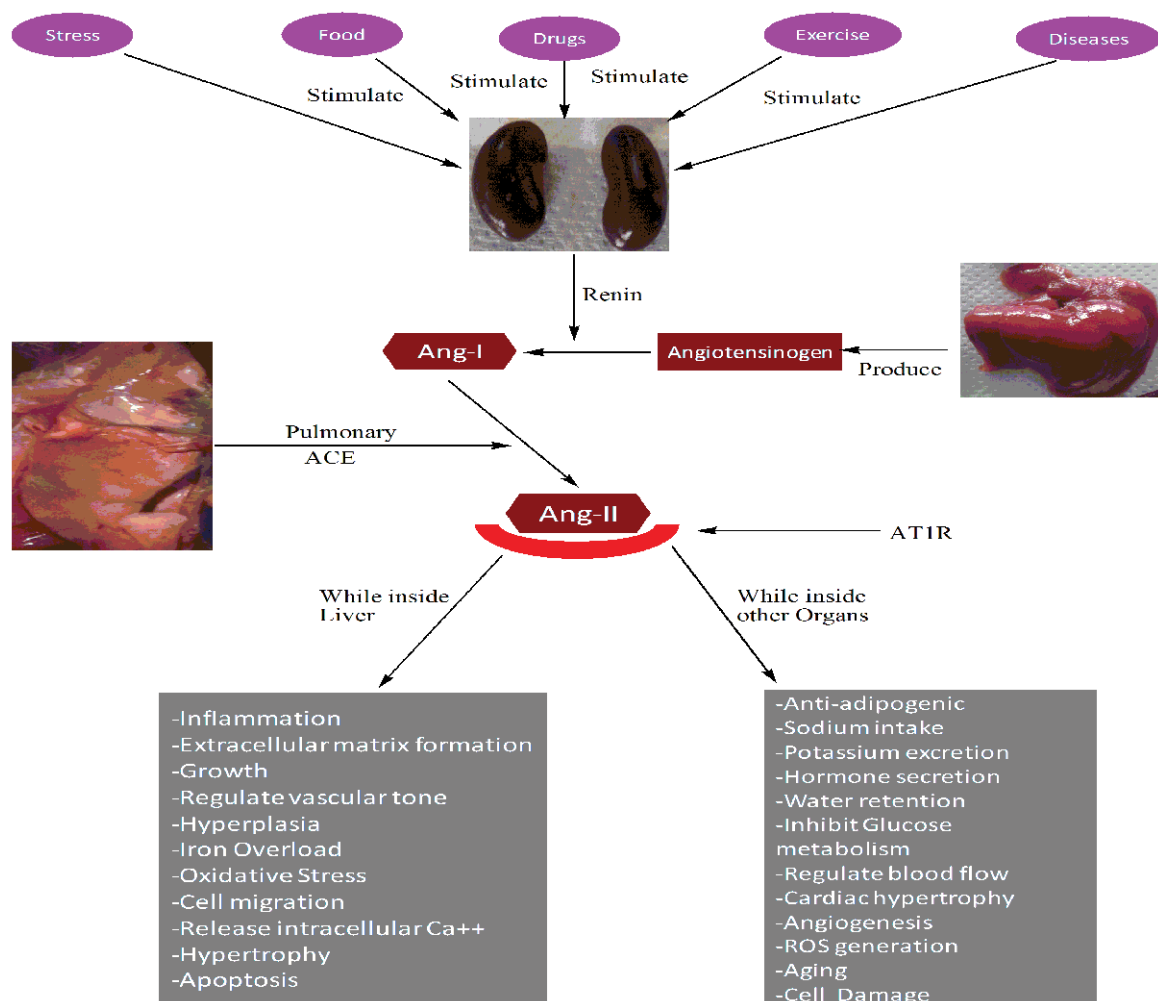 Stress
Food
Drugs
Exercise
Diseases
Stimulate
Stimulate
Stimulate
Stimulate
Renin
Ang-I
Angiotensinogen
Produce
Pulmonary
ACE
Ang-II
AT1R
While inside
Liver
While inside
other Organs
-Inflammation
-Extracellular matrix formation
-Growth
-Regulate vascular tone
-Hyperplasia
-Iron Overload
-Oxidative Stress
-Cell migration
-Release intracellular Ca++
-Hypertrophy
-Apoptosis
-Anti-adipogenic
-Sodium intake
-Potassium excretion
-Hormone secretion
-Water retention
-Inhibit Glucose
metabolism
-Regulate blood flow
-Cardiac hypertrophy
-Angiogenesis
-ROS generation
-Aging
-Cell Damage